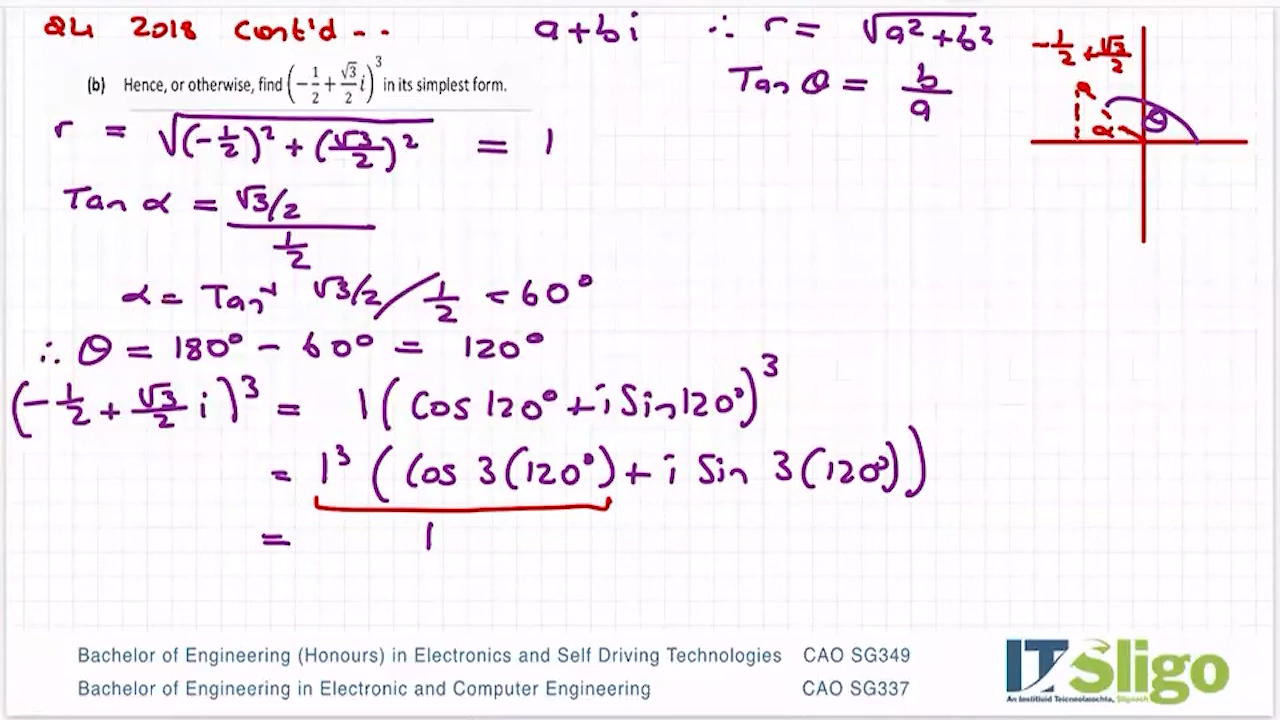 Q4 2018 Cont'd - -
a+bi ∴ r = √a² + b²
Tan θ = b/a
-1/2 + √3/2
α θ
(b) Hence, or otherwise, find (-1/2 + √3/2 i)³ in its simplest form.
r = √(-1/2)² + (√3/2)² = 1
Tan α = √3/2 / 1/2
α = Tan⁻¹ √3/2 / 1/2 = 60°
∴ θ = 180° - 60° = 120°
(-1/2 + √3/2 i)³ = 1(Cos 120° + i Sin 120°)³
= 1³ (Cos 3(120°) + i Sin 3(120°))
= 1
Bachelor of Engineering (Honours) in Electronics and Self Driving Technologies CAO SG349
Bachelor of Engineering in Electronic and Computer Engineering CAO SG337
IT Sligo
An Institiúid Teicneolaíochta, Sligeach